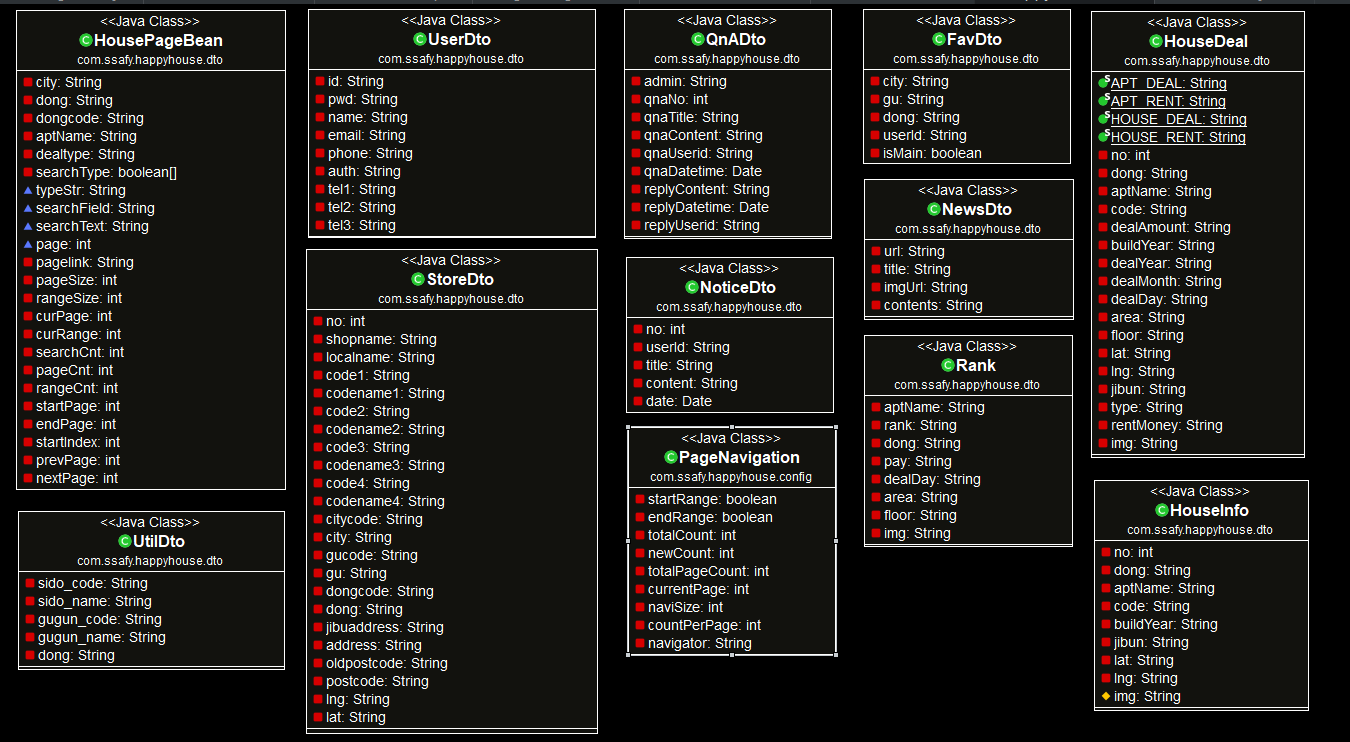 <<Java Class>>
HousePageBean
com.ssafy.happyhouse.dto
city: String
dong: String
dongcode: String
aptName: String
dealtype: String
searchType: boolean[]
typeStr: String
searchField: String
searchText: String
page: int
pagelink: String
pageSize: int
rangeSize: int
curPage: int
curRange: int
searchCnt: int
pageCnt: int
rangeCnt: int
startPage: int
endPage: int
startIndex: int
prevPage: int
nextPage: int
<<Java Class>>
UtilDto
com.ssafy.happyhouse.dto
sido_code: String
sido_name: String
gugun_code: String
gugun_name: String
dong: String
<<Java Class>>
UserDto
com.ssafy.happyhouse.dto
id: String
pwd: String
name: String
email: String
phone: String
auth: String
tel1: String
tel2: String
tel3: String
<<Java Class>>
StoreDto
com.ssafy.happyhouse.dto
no: int
shopname: String
localname: String
code1: String
codename1: String
code2: String
codename2: String
code3: String
codename3: String
code4: String
codename4: String
citycode: String
city: String
gucode: String
gu: String
dongcode: String
dong: String
jibuaddress: String
address: String
oldpostcode: String
postcode: String
lng: String
lat: String
<<Java Class>>
QnADto
com.ssafy.happyhouse.dto
admin: String
qnaNo: int
qnaTitle: String
qnaContent: String
qnaUserid: String
qnaDatetime: Date
replyContent: String
replyDatetime: Date
replyUserid: String
<<Java Class>>
NoticeDto
com.ssafy.happyhouse.dto
no: int
userId: String
title: String
content: String
date: Date
<<Java Class>>
PageNavigation
com.ssafy.happyhouse.config
startRange: boolean
endRange: boolean
totalCount: int
newCount: int
totalPageCount: int
currentPage: int
naviSize: int
countPerPage: int
navigator: String
<<Java Class>>
FavDto
com.ssafy.happyhouse.dto
city: String
gu: String
dong: String
userId: String
isMain: boolean
<<Java Class>>
NewsDto
com.ssafy.happyhouse.dto
url: String
title: String
imgUrl: String
contents: String
<<Java Class>>
Rank
com.ssafy.happyhouse.dto
aptName: String
rank: String
dong: String
pay: String
dealDay: String
area: String
floor: String
img: String
<<Java Class>>
HouseDeal
com.ssafy.happyhouse.dto
APT_DEAL: String
APT_RENT: String
HOUSE_DEAL: String
HOUSE_RENT: String
no: int
dong: String
aptName: String
code: String
dealAmount: String
buildYear: String
dealYear: String
dealMonth: String
dealDay: String
area: String
floor: String
lat: String
lng: String
jibun: String
type: String
rentMoney: String
img: String
<<Java Class>>
HouseInfo
com.ssafy.happyhouse.dto
no: int
dong: String
aptName: String
code: String
buildYear: String
jibun: String
lat: String
lng: String
img: String